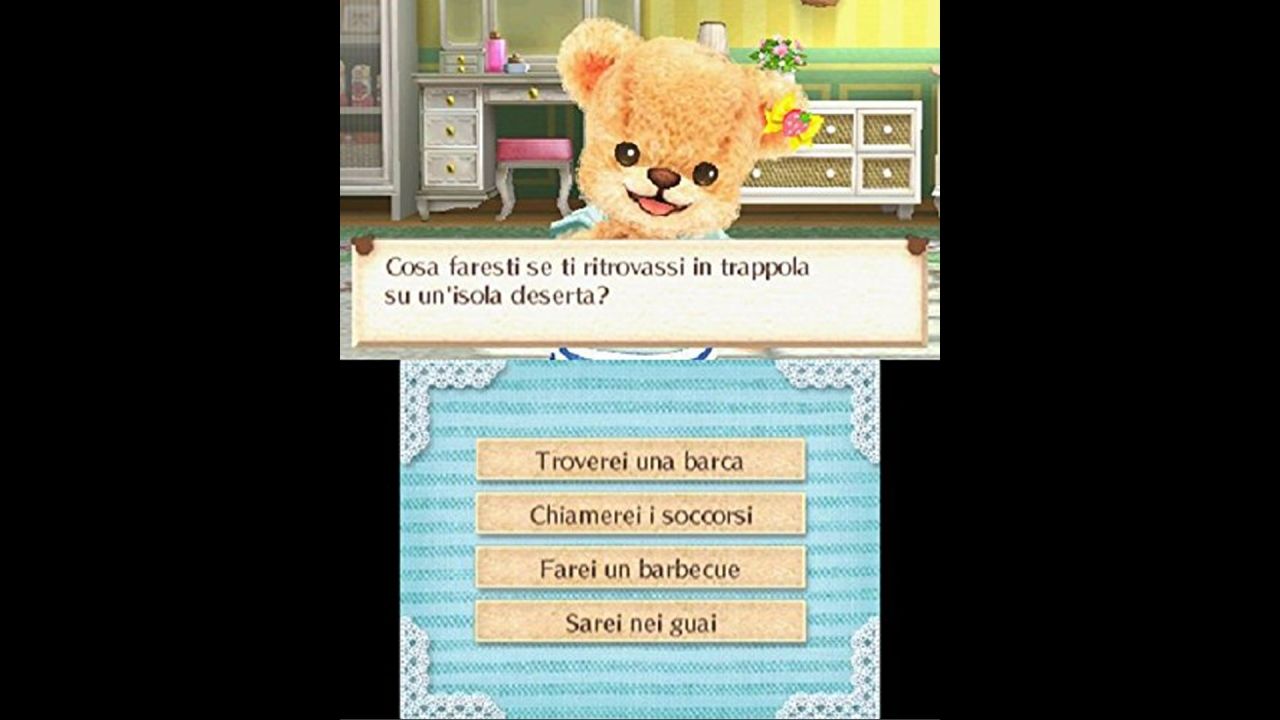 Cosa faresti se ti ritrovassi in trappola
su un'isola deserta?
Troverei una barca
Chiamerei i soccorsi
Farei un barbecue
Sarei nei guai